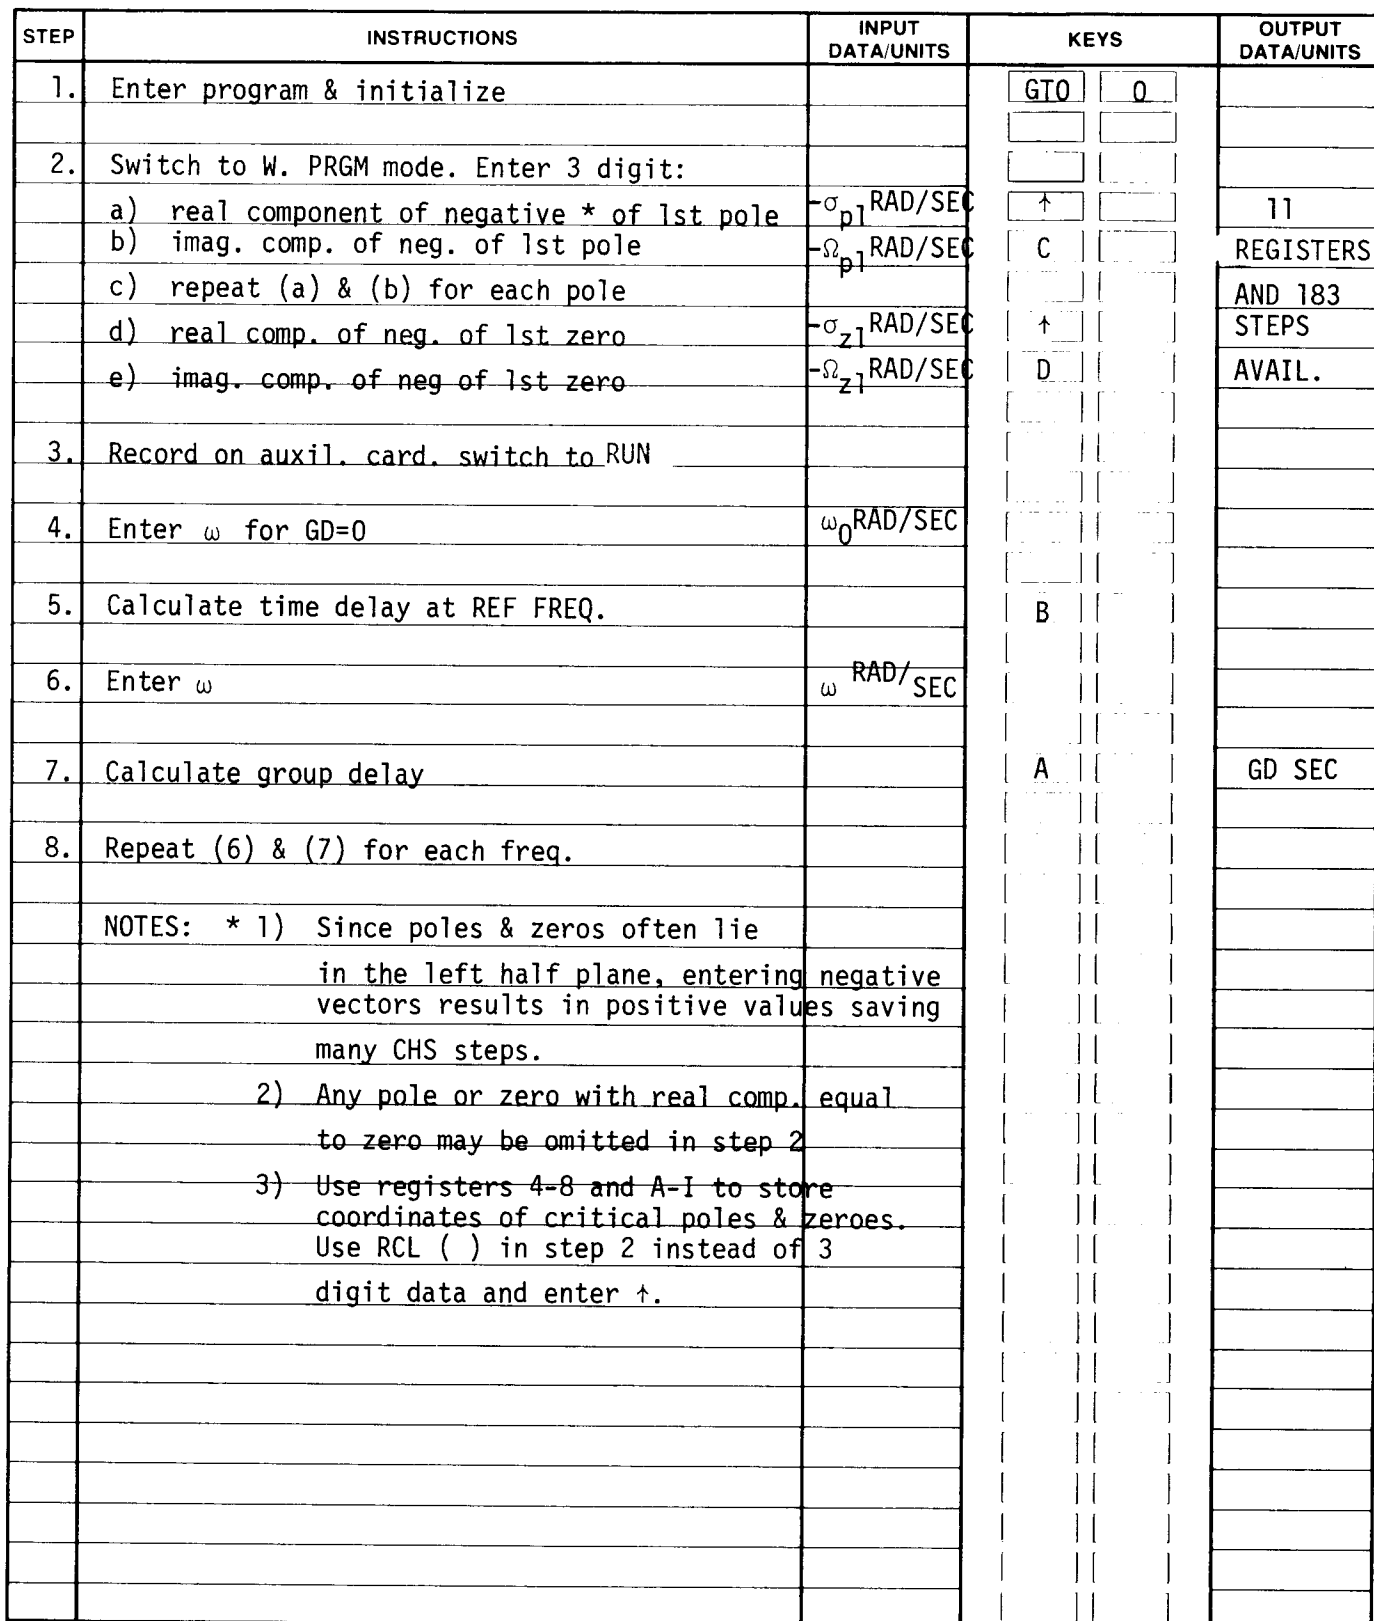 STEP INSTRUCTIONS INPUT DATA/UNITS KEYS OUTPUT DATA/UNITS
1. Enter program & initialize GTO 0
2. Switch to W. PRGM mode. Enter 3 digit:
a) real component of negative * of 1st pole -σp1 RAD/SEC ↑ 11
b) imag. comp. of neg. of 1st pole -Ωp1 RAD/SEC C REGISTERS
c) repeat (a) & (b) for each pole AND 183
d) real comp. of neg. of 1st zero -σz1 RAD/SEC ↑ STEPS
e) imag. comp. of neg of 1st zero -Ωz1 RAD/SEC D AVAIL.
3. Record on auxil. card. switch to RUN
4. Enter ω for GD=0 ω0 RAD/SEC
5. Calculate time delay at REF FREQ. B
6. Enter ω ω RAD/SEC
7. Calculate group delay A GD SEC
8. Repeat (6) & (7) for each freq.
NOTES: * 1) Since poles & zeros often lie
in the left half plane, entering negative
vectors results in positive values saving
many CHS steps.
2) Any pole or zero with real comp. equal
to zero may be omitted in step 2
3) Use registers 4-8 and A-I to store
coordinates of critical poles & zeroes.
Use RCL ( ) in step 2 instead of 3
digit data and enter ↑.